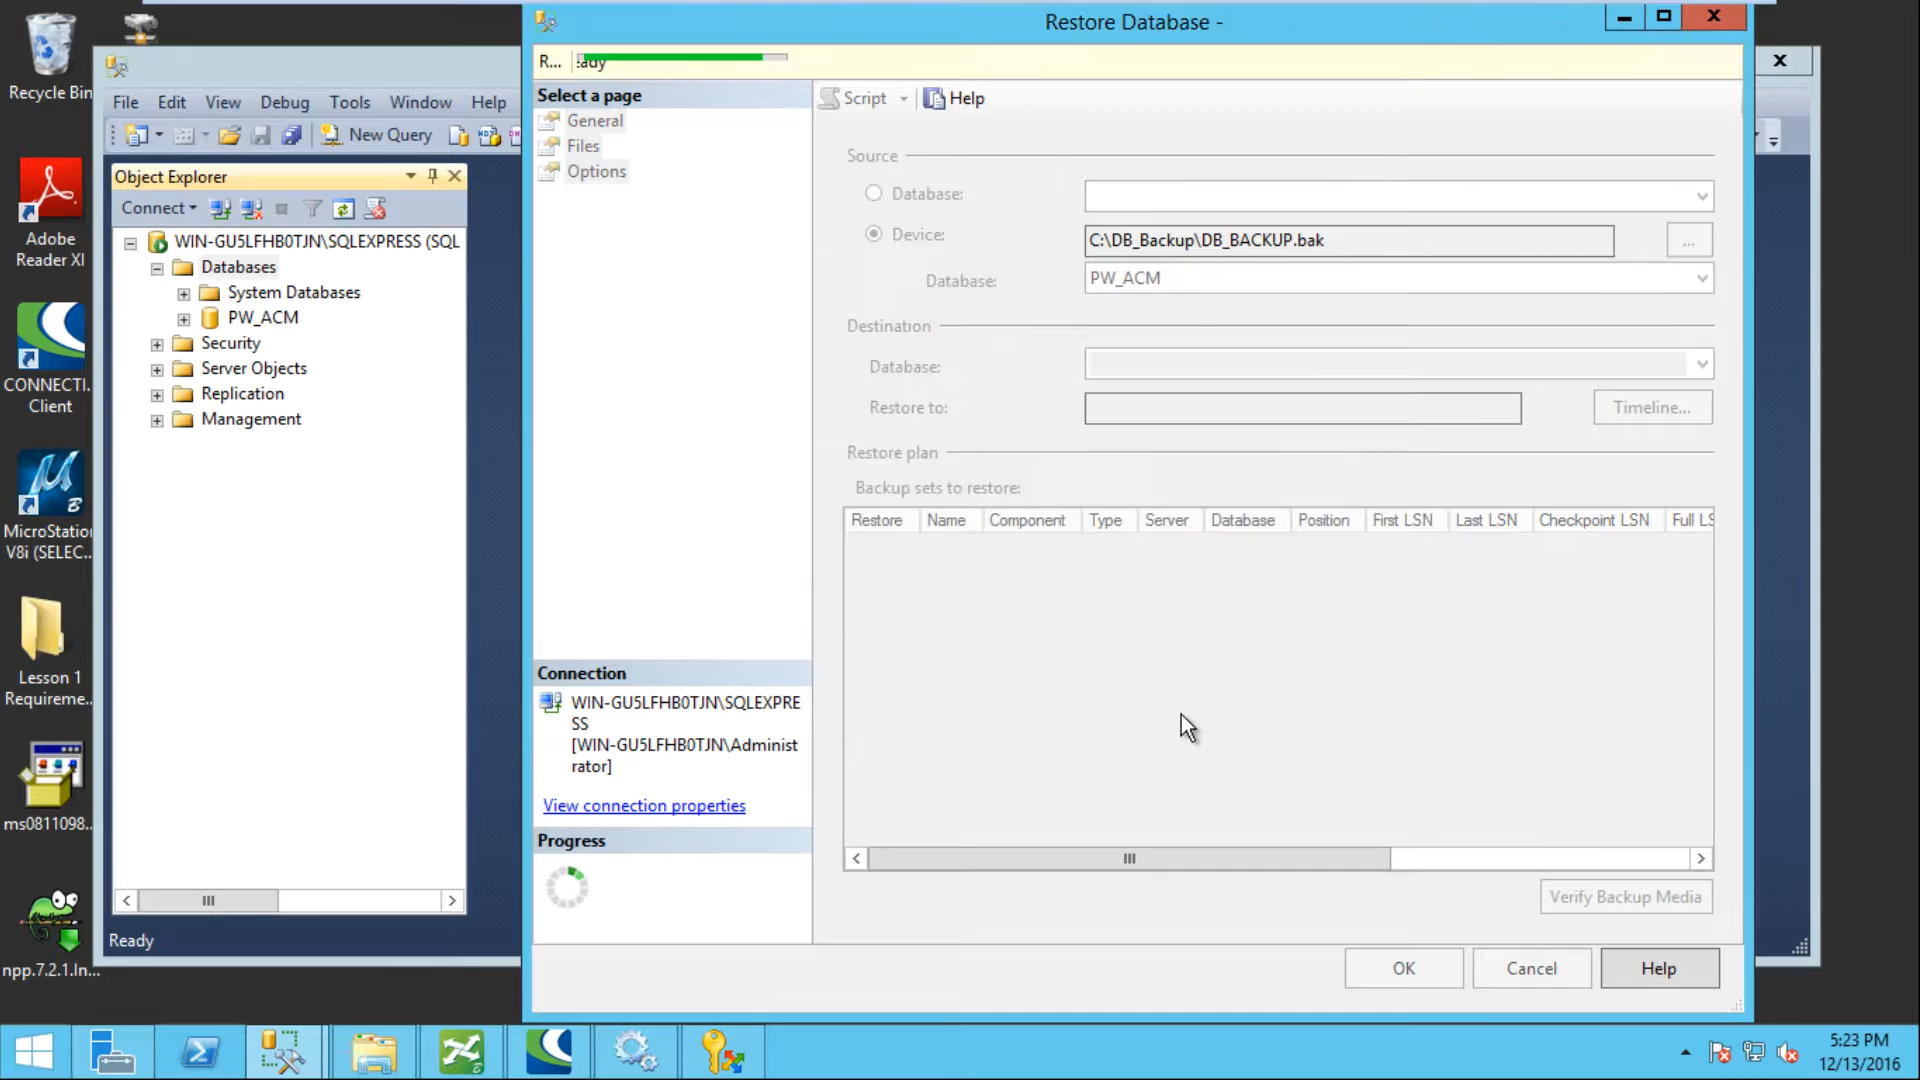 Recycle Bin
Adobe
Reader XI
CONNECTI...
Client
MicroStation
V8i (SELEC...
Lesson 1
Requireme...
ms0811098...
npp.7.2.1.In...
File Edit View Debug Tools Window Help
New Query
Object Explorer
Connect
WIN-GU5LFHB0TJN\SQLEXPRESS (SQL
Databases
System Databases
PW_ACM
Security
Server Objects
Replication
Management
Ready
Restore Database -
R...
Select a page
General
Files
Options
Connection
WIN-GU5LFHB0TJN\SQLEXPRE
SS
[WIN-GU5LFHB0TJN\Administ
rator]
View connection properties
Progress
Script Help
Source
Database:
Device: C:\DB_Backup\DB_BACKUP.bak ...
Database: PW_ACM
Destination
Database:
Restore to: Timeline...
Restore plan
Backup sets to restore:
Restore Name Component Type Server Database Position First LSN Last LSN Checkpoint LSN Full LS
Verify Backup Media
OK Cancel Help
5:23 PM
12/13/2016